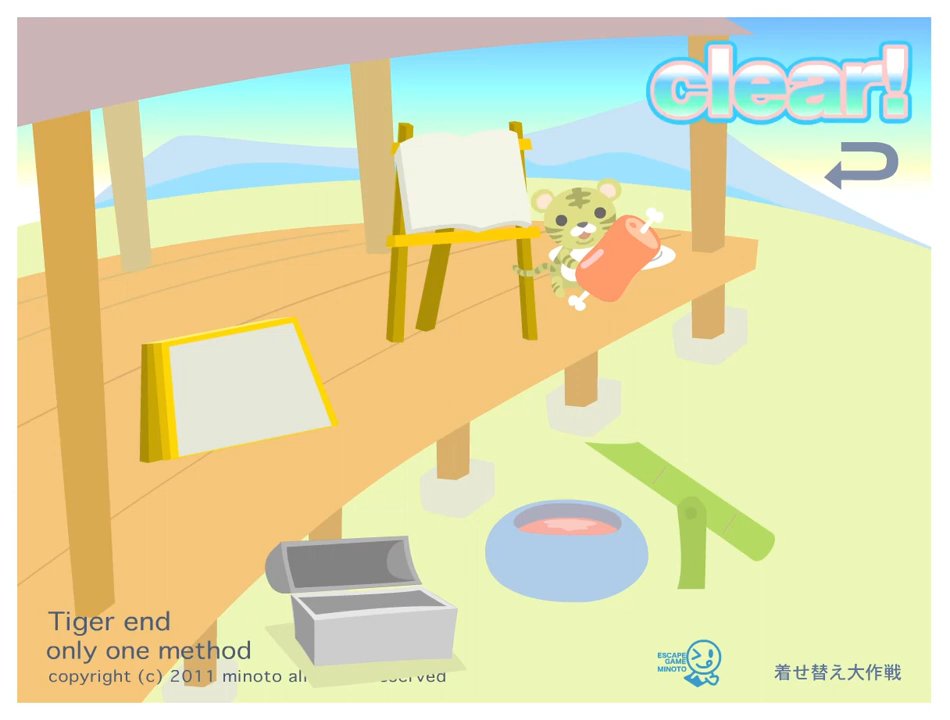 clear!
Tiger end
only one method
copyright (c) 2011 minoto al
served
ESCAPE
GAME
MINOTO
着せ替え大作戦